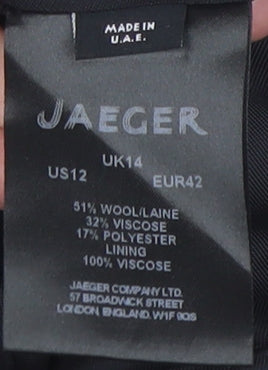 MADE IN
U.A.E.
JAEGER
UK14
US12 EUR42
51% WOOL/LAINE
32% VISCOSE
17% POLYESTER
LINING
100% VISCOSE
JAEGER COMPANY LTD.
57 BROADWICK STREET
LONDON, ENGLAND. W1F 9QS